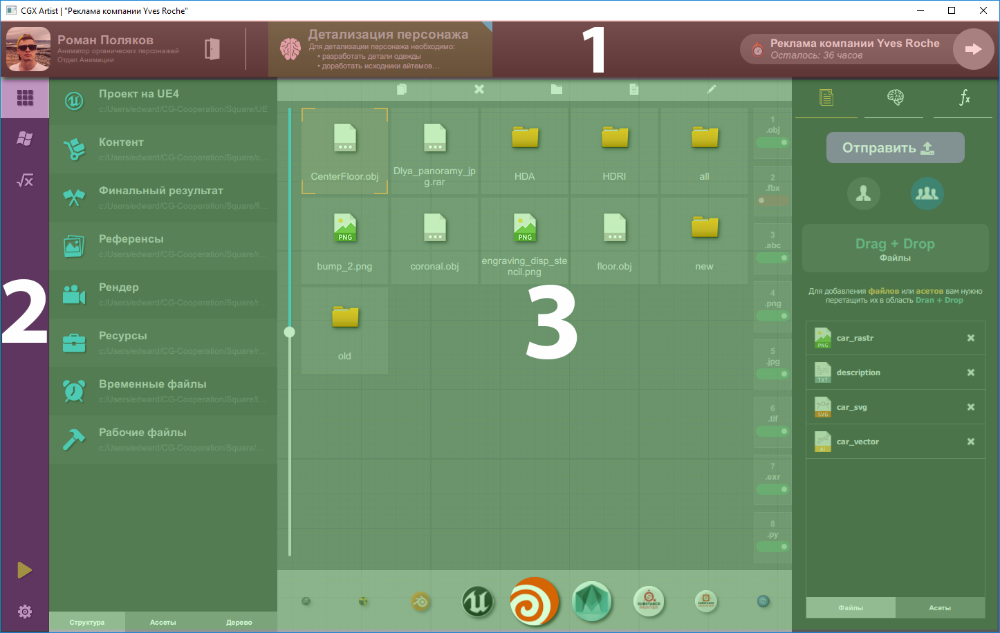 CGX Artist | "Реклама компании Yves Roche"
Роман Поляков
Аниматор органических персонажей
Отдел Анимации
Детализация персонажа
Для детализации персонажа необходимо:
• разработать детали одежды
• доработать исходники айтемов...
1
Реклама компании Yves Roche
Осталось: 36 часов
2
Проект на UE4
c:/Users/edward/CG-Cooperation/Square/UE
Контент
c:/Users/edward/CG-Cooperation/Square/c...
Финальный результат
c:/Users/edward/CG-Cooperation/Square/fi...
Референсы
c:/Users/edward/CG-Cooperation/Square/r...
Рендер
c:/Users/edward/CG-Cooperation/Square/r...
Ресурсы
c:/Users/edward/CG-Cooperation/Square/r...
Временные файлы
c:/Users/edward/CG-Cooperation/Square/t...
Рабочие файлы
c:/Users/edward/CG-Cooperation/Square/...
Структура
Ассеты
Дерево
CenterFloor.obj
Dlya_panoramy_jp
g.rar
HDA
HDRI
all
PNG
bump_2.png
coronal.obj
PNG
engraving_disp_ste
ncil.png
floor.obj
new
old
3
1
.obj
2
.fbx
3
.abc
4
.png
5
.jpg
6
.tif
7
.exr
8
.py
SUBSTANCE
PAINTER
fx
Отправить
Drag + Drop
Файлы
Для добавления файлов или асетов вам нужно
перетащить их в область Dran + Drop
PNG
car_rastr
TXT
description
SVG
car_svg
AI
car_vector
Файлы
Асеты